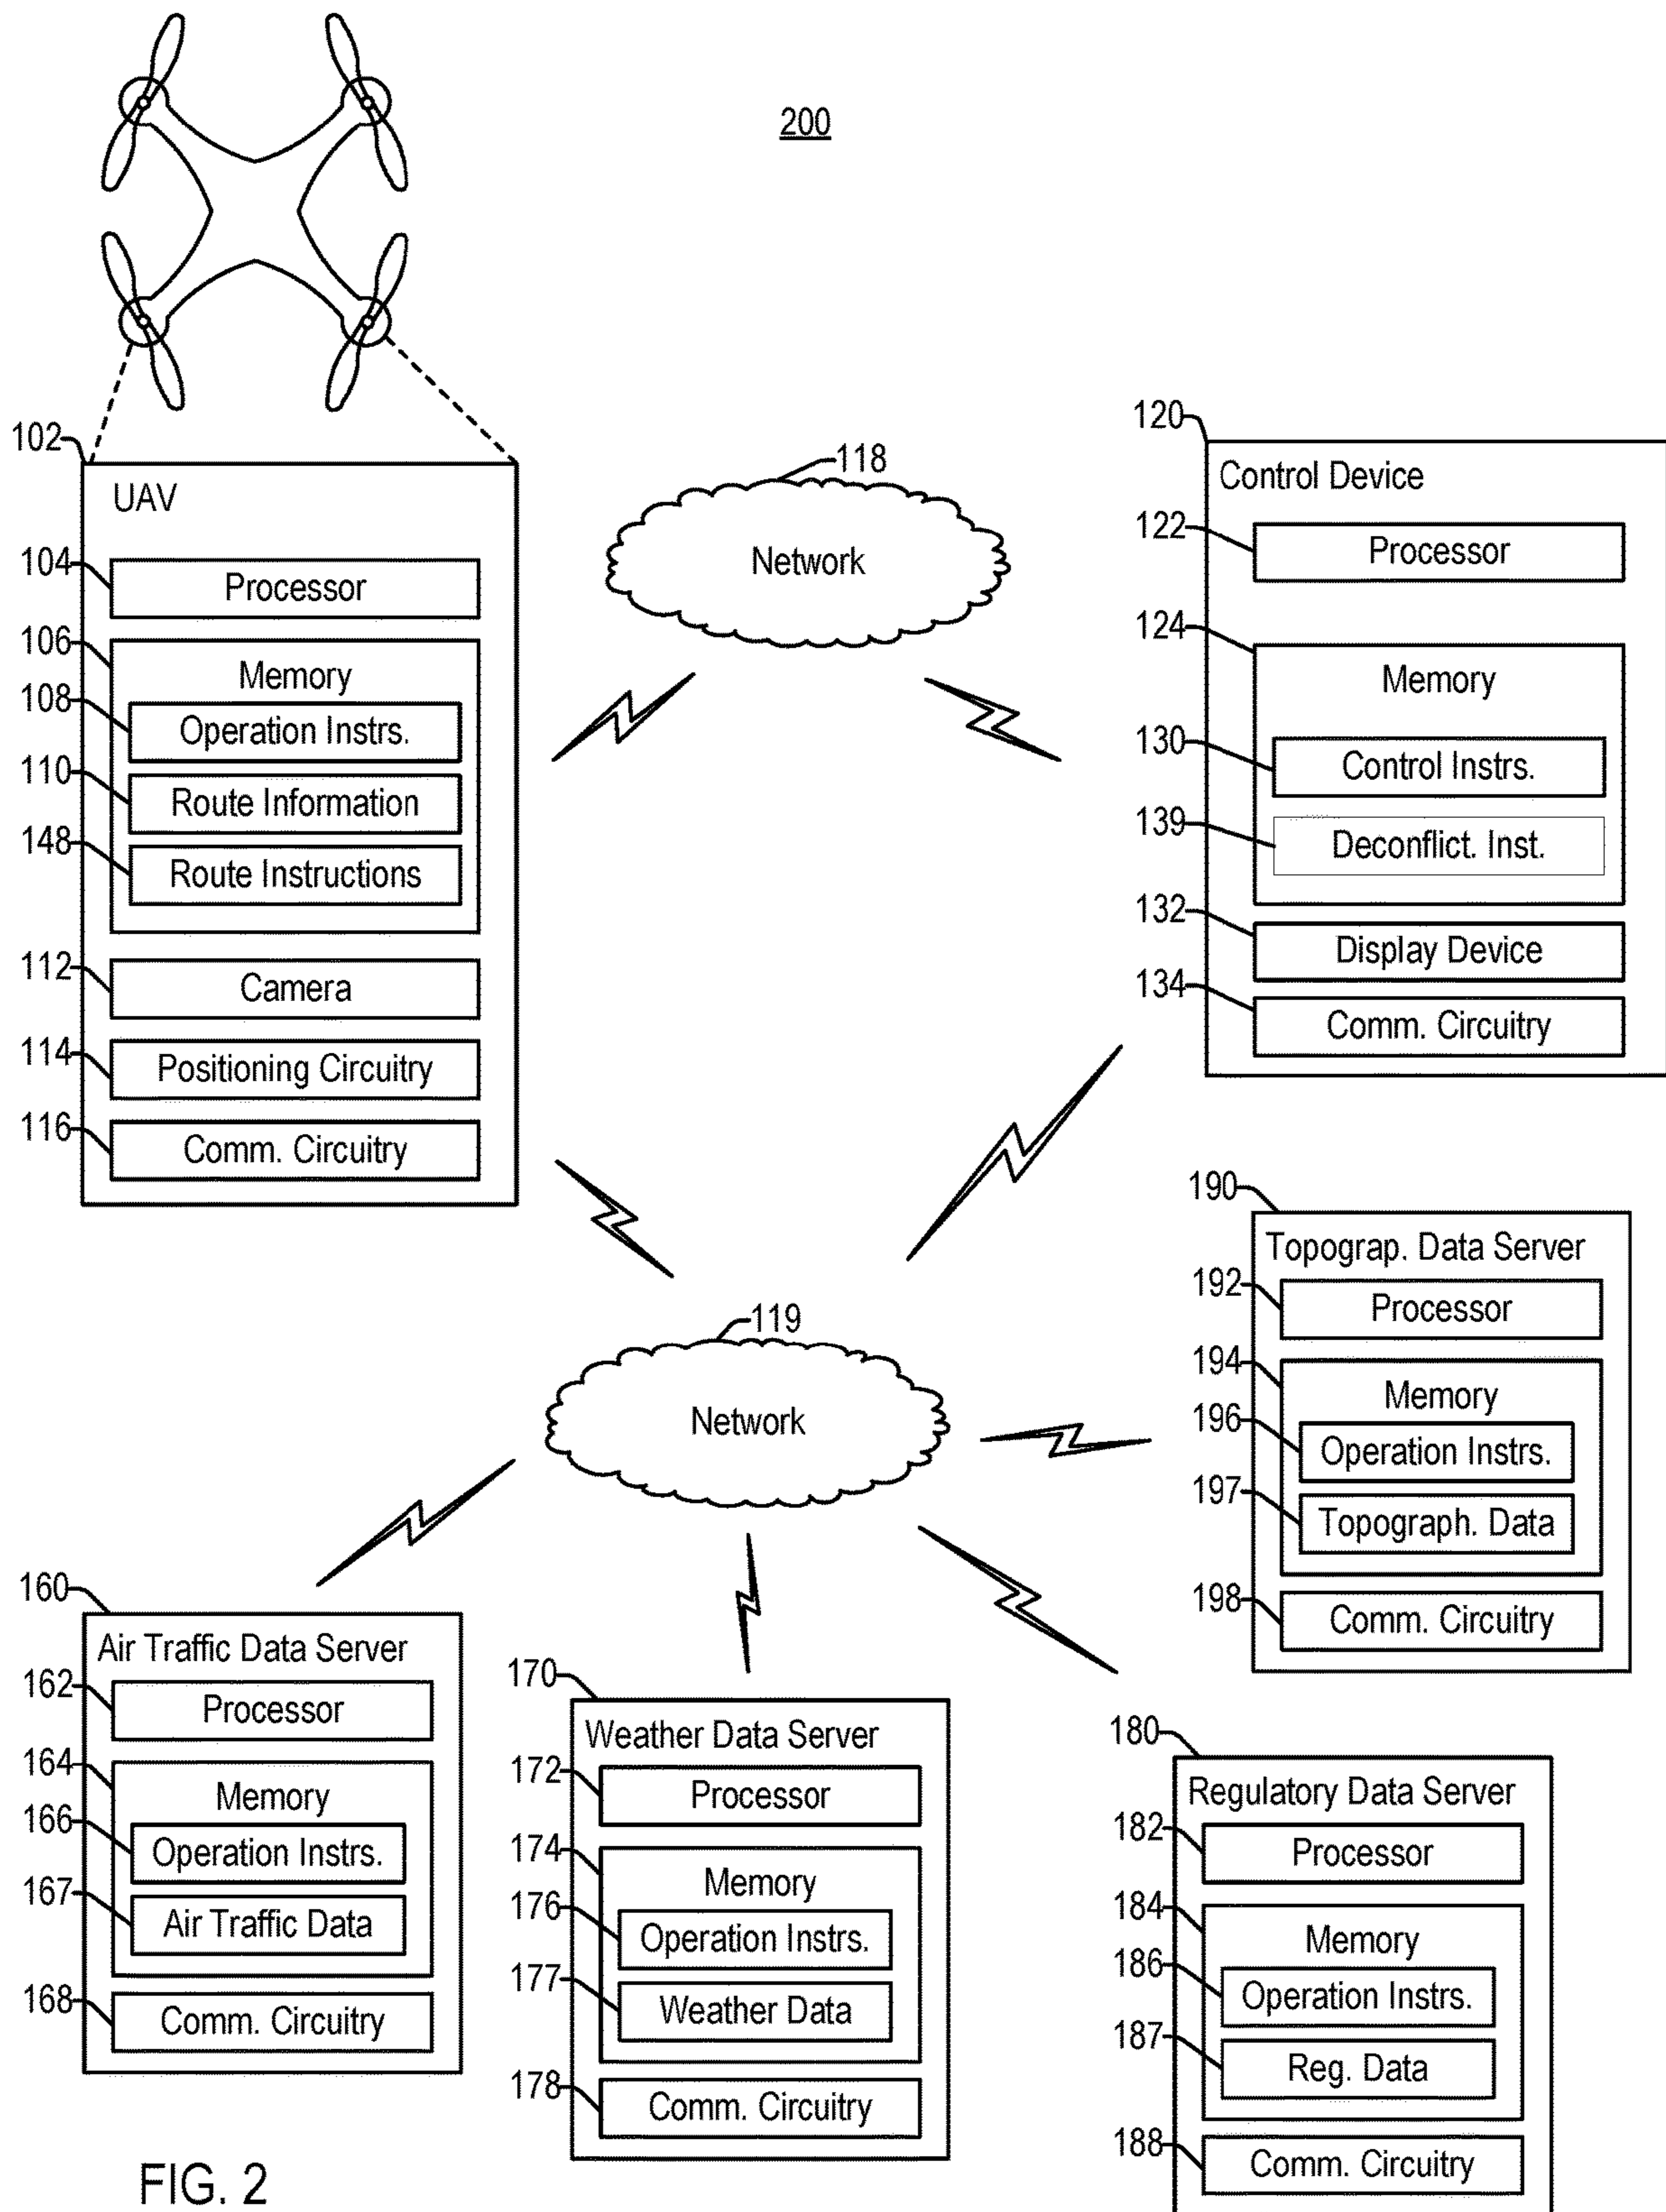 200
102
UAV
104
Processor
106
Memory
108
Operation Instrs.
110
Route Information
148
Route Instructions
112
Camera
114
Positioning Circuitry
116
Comm. Circuitry
118
Network
120
Control Device
122
Processor
124
Memory
130
Control Instrs.
139
Deconflict. Inst.
132
Display Device
134
Comm. Circuitry
119
Network
190
Topograp. Data Server
192
Processor
194
Memory
196
Operation Instrs.
197
Topograph. Data
198
Comm. Circuitry
160
Air Traffic Data Server
162
Processor
164
Memory
166
Operation Instrs.
167
Air Traffic Data
168
Comm. Circuitry
170
Weather Data Server
172
Processor
174
Memory
176
Operation Instrs.
177
Weather Data
178
Comm. Circuitry
180
Regulatory Data Server
182
Processor
184
Memory
186
Operation Instrs.
187
Reg. Data
188
Comm. Circuitry
FIG. 2